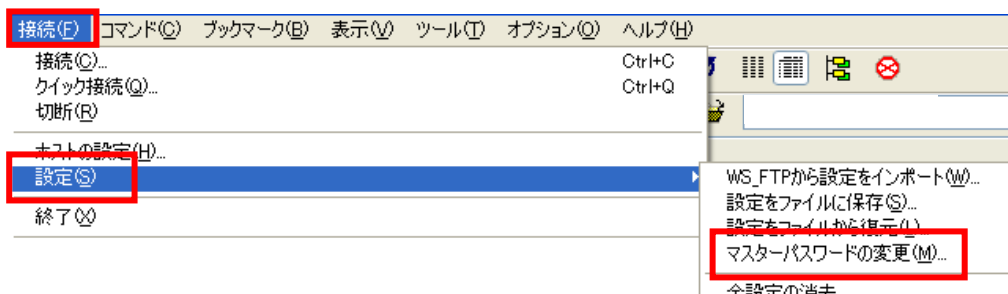 接続(F) コマンド(C) ブックマーク(B) 表示(V) ツール(T) オプション(O) ヘルプ(H)
接続(C)... Ctrl+C
クイック接続(Q)... Ctrl+Q
切断(R)
ホストの設定(H)...
設定(S)
終了(X)
WS_FTPから設定をインポート(W)...
設定をファイルに保存(S)...
設定をファイルから復元(L)...
マスターパスワードの変更(M)...
全設定の消去